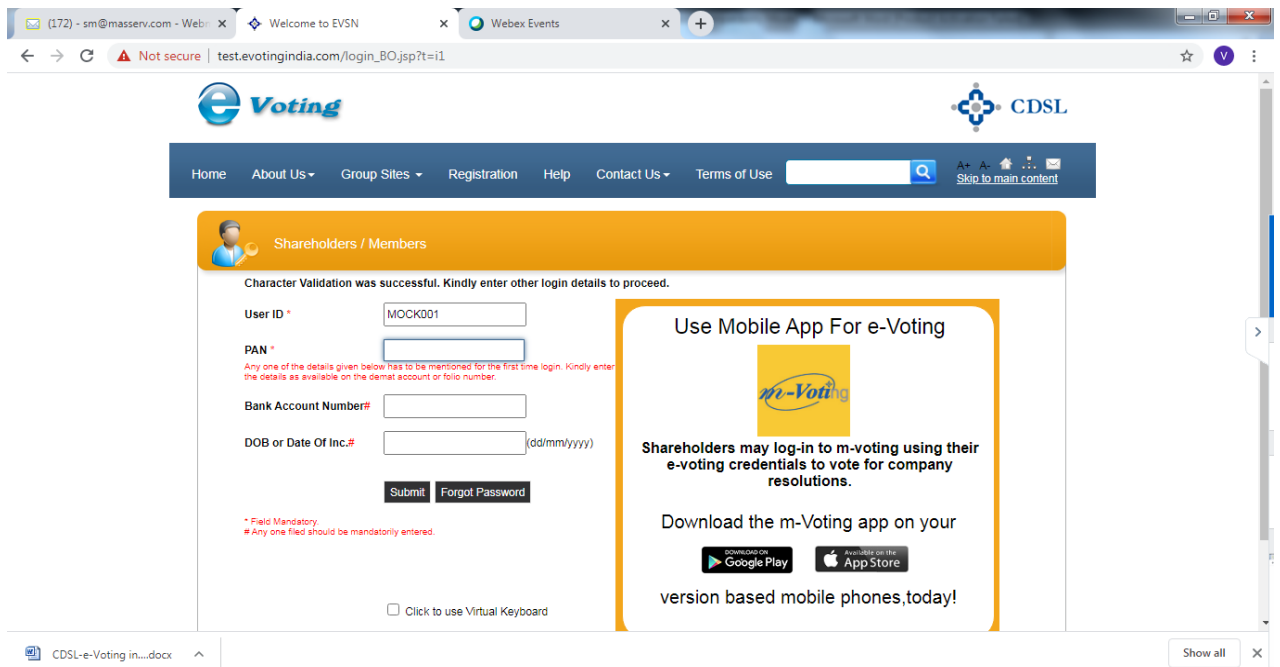 (172) - sm@masserv.com - Web
Welcome to EVSN
Webex Events
Not secure | test.evotingindia.com/login_BO.jsp?t=i1
V
e Voting
CDSL
Home About Us Group Sites Registration Help Contact Us Terms of Use
A+ A-
Skip to main content
Shareholders / Members
Character Validation was successful. Kindly enter other login details to proceed.
User ID * MOCK001
PAN *
Any one of the details given below has to be mentioned for the first time login. Kindly enter
the details as available on the demat account or folio number.
Bank Account Number#
DOB or Date Of Inc.# (dd/mm/yyyy)
Submit Forgot Password
* Field Mandatory.
# Any one filed should be mandatorily entered.
Click to use Virtual Keyboard
Use Mobile App For e-Voting
m-Voting
Shareholders may log-in to m-voting using their
e-voting credentials to vote for company
resolutions.
Download the m-Voting app on your
DOWNLOAD ON
Google Play
Available on the
App Store
version based mobile phones,today!
CDSL-e-Voting in....docx
Show all